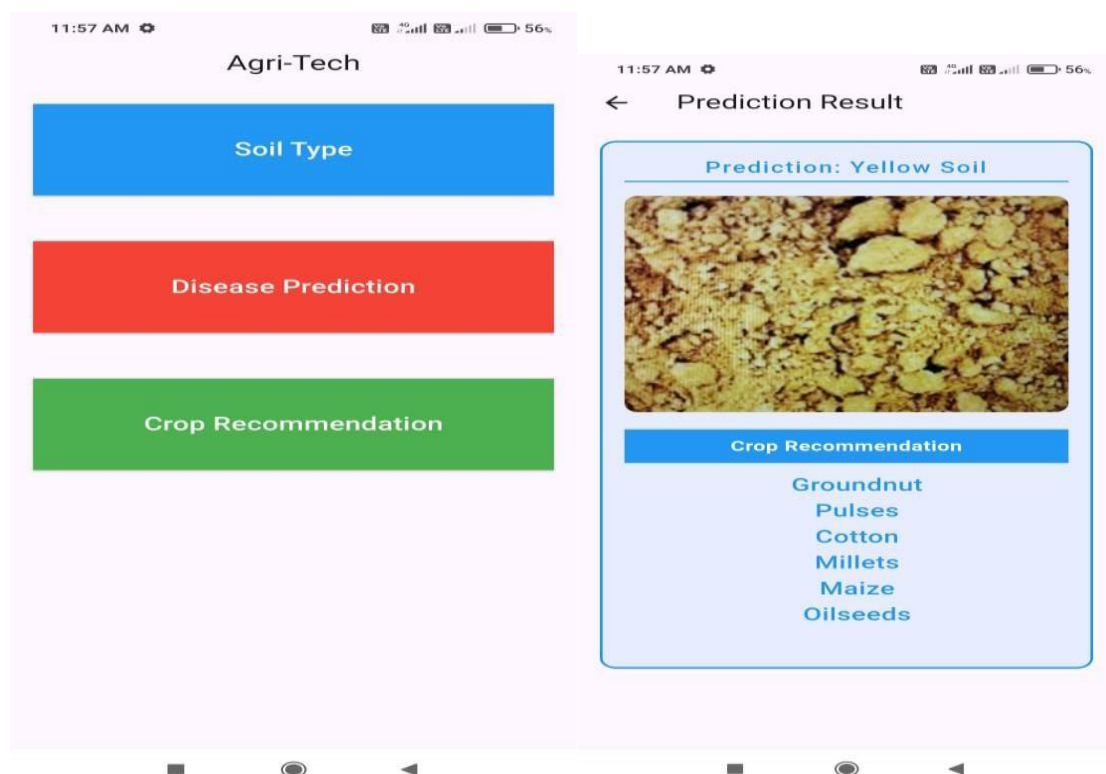 11:57 AM
56%
Agri-Tech
Soil Type
Disease Prediction
Crop Recommendation
11:57 AM
56%
Prediction Result
Prediction: Yellow Soil
Crop Recommendation
Groundnut
Pulses
Cotton
Millets
Maize
Oilseeds